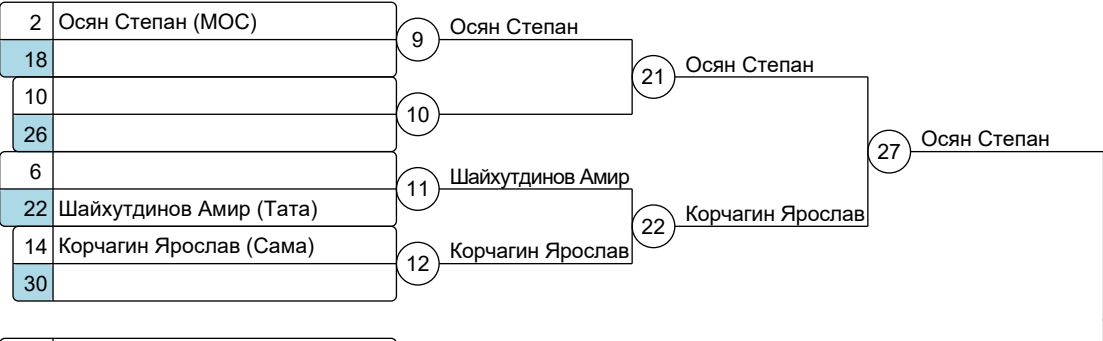 2 Осян Степан (МОС)
18
9 Осян Степан
10
26
10
21 Осян Степан
6
22 Шайхутдинов Амир (Тата)
11 Шайхутдинов Амир
14 Корчагин Ярослав (Сама)
30
12 Корчагин Ярослав
22 Корчагин Ярослав
27 Осян Степан